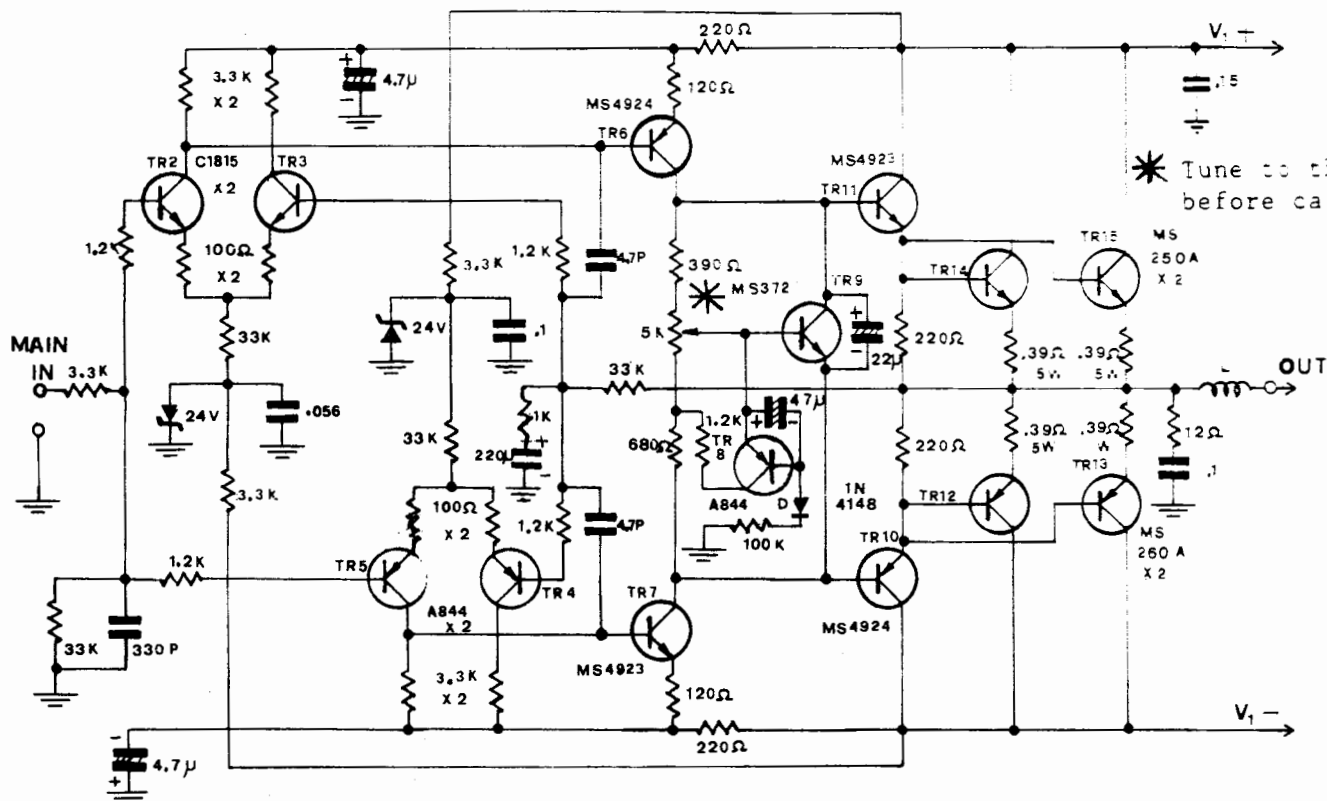 220Ω
V₁ +
3.3K
X 2
+
4.7μ
-
120Ω
.15
MS4924
TR6
MS4923
TR11
Tune to
before
TR2
C1815
X 2
TR3
1.2K
100Ω
X 2
3.3K
1.2K
4.7P
390Ω
MS372
TR9
TR14
TR15
MS
250A
X 2
24V
.1
5K
+
-
22μ
220Ω
33K
.39Ω
5W
.39Ω
5W
MAIN
IN
3.3K
33K
OUT
L
24V
.056
1K
220μ
+
-
33K
1.2K
47μ
+
-
680Ω
TR
8
A844
220Ω
.39Ω
5W
.39Ω
W
12Ω
.1
3.3K
100Ω
X 2
1.2K
4.7P
D
1N
4148
100K
TR12
TR13
TR10
MS
260A
X 2
1.2K
TR5
TR4
A844
X 2
TR7
MS4923
MS4924
33K
330P
3.3K
X 2
120Ω
220Ω
V₁ -
-
4.7μ
+